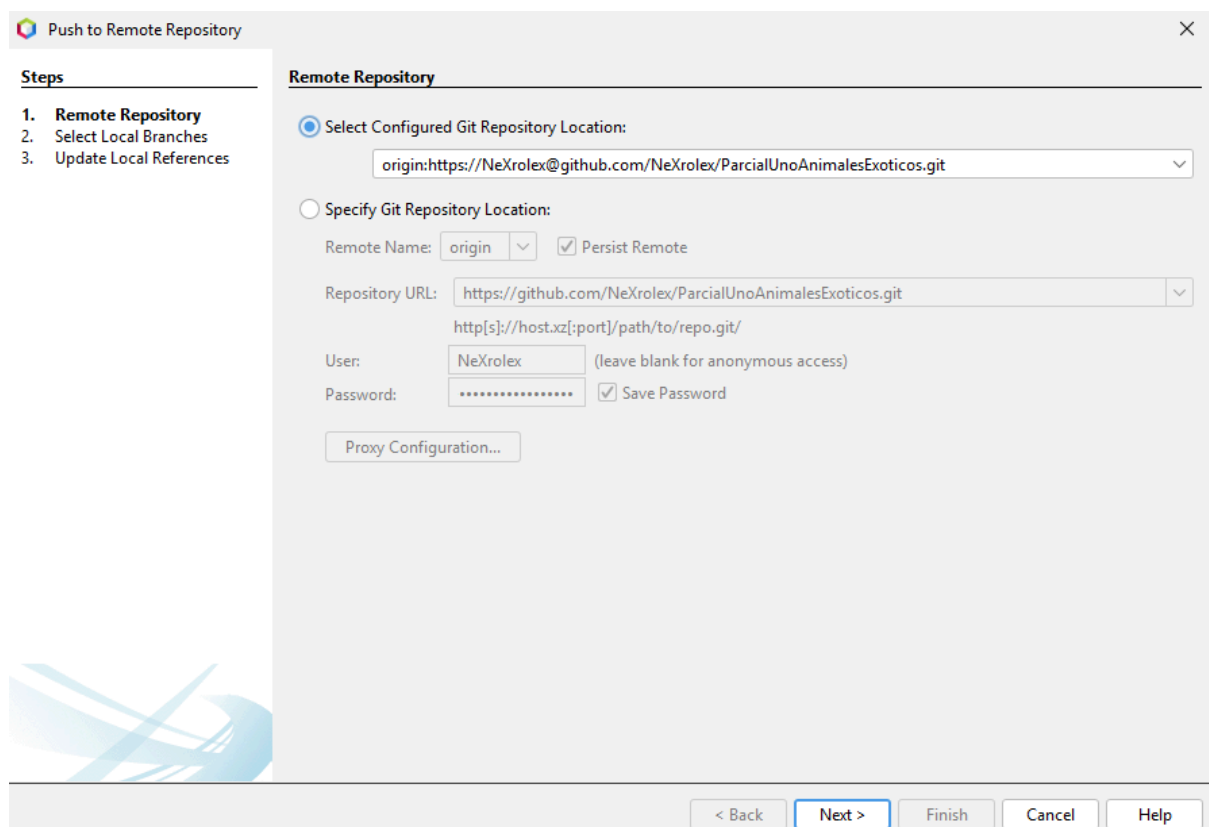 Push to Remote Repository
Steps
1. Remote Repository
2. Select Local Branches
3. Update Local References
Remote Repository
Select Configured Git Repository Location:
origin:https://NeXrolex@github.com/NeXrolex/ParcialUnoAnimalesExoticos.git
Specify Git Repository Location:
Remote Name: origin Persist Remote
Repository URL: https://github.com/NeXrolex/ParcialUnoAnimalesExoticos.git
http[s]://host.xz[:port]/path/to/repo.git/
User: NeXrolex (leave blank for anonymous access)
Password: ••••••••••••••••• Save Password
Proxy Configuration...
< Back Next > Finish Cancel Help